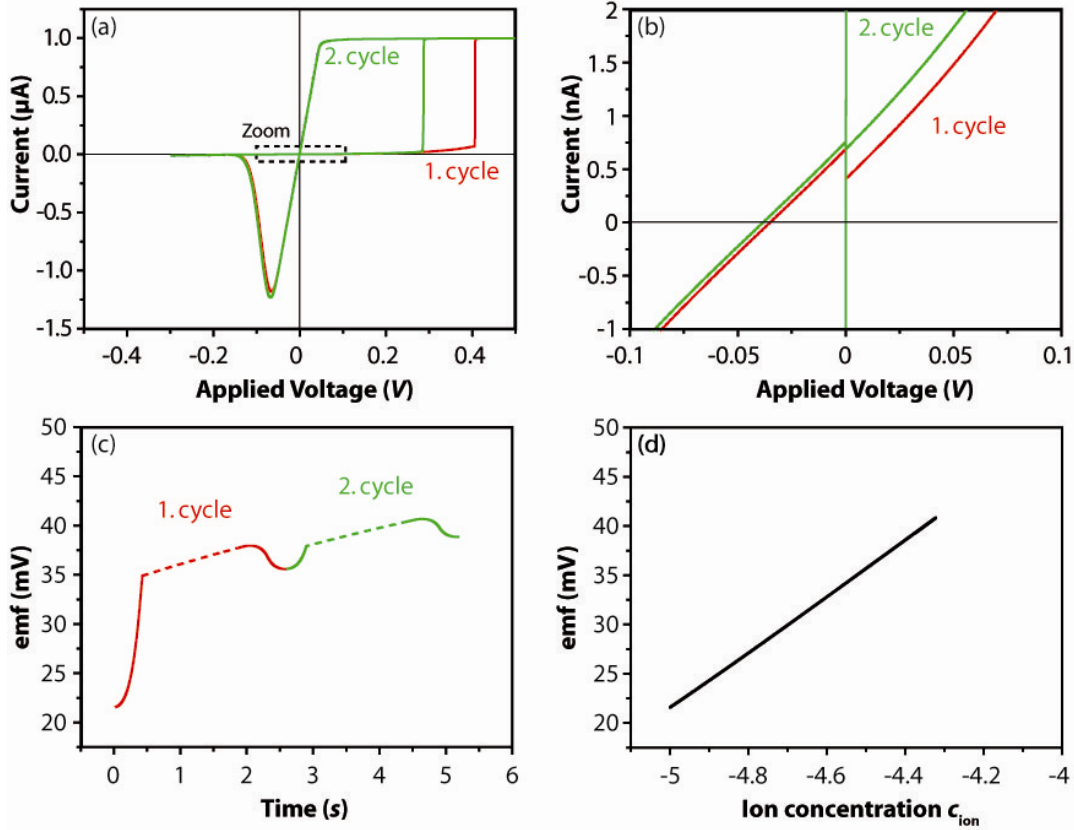 (a)
2. cycle
Zoom
1. cycle
1.0
0.5
0.0
-0.5
-1.0
-1.5
Current (µA)
-0.4 -0.2 0 0.2 0.4
Applied Voltage (V)
(b)
2. cycle
1. cycle
2
1.5
1
0.5
0
-0.5
-1
Current (nA)
-0.1 -0.05 0 0.05 0.1
Applied Voltage (V)
(c)
1. cycle
2. cycle
50
45
40
35
30
25
20
emf (mV)
0 1 2 3 4 5 6
Time (s)
(d)
50
45
40
35
30
25
20
emf (mV)
-5 -4.8 -4.6 -4.4 -4.2 -4
Ion concentration cion